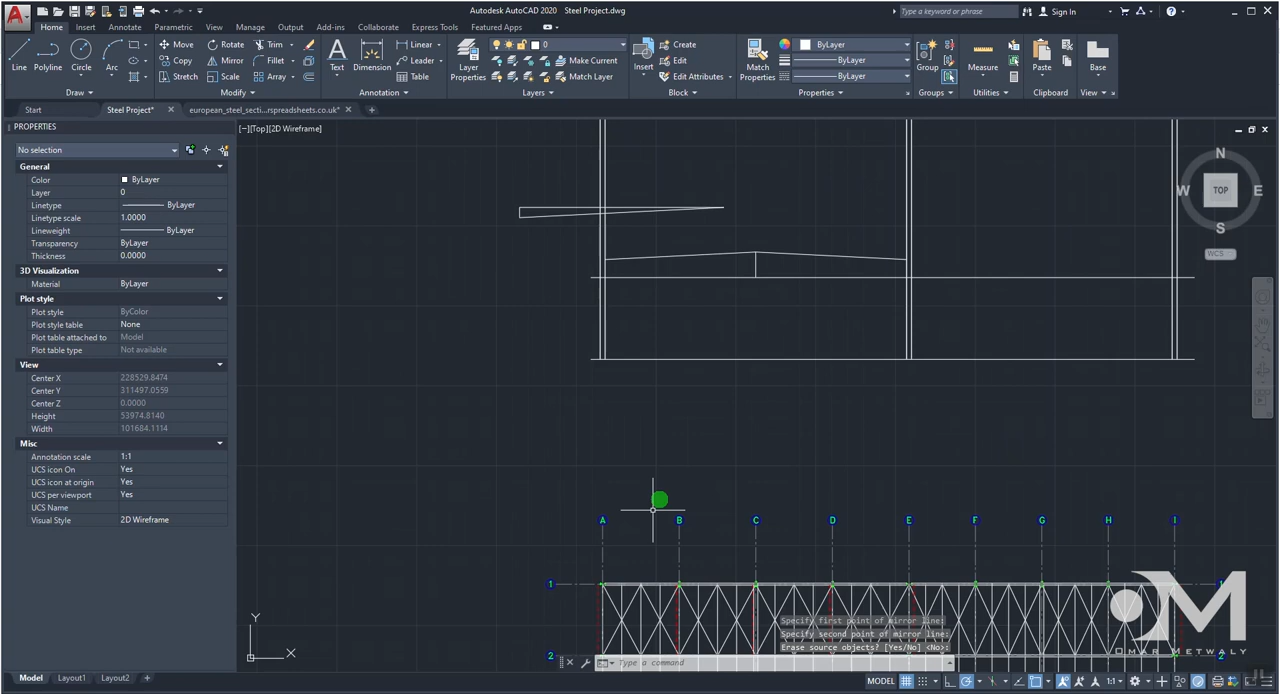 Autodesk AutoCAD 2020 Steel Project.dwg
Type a keyword or phrase
Sign In
Home Insert Annotate Parametric View Manage Output Add-ins Collaborate Express Tools Featured Apps
Line Polyline Circle Arc
Move Rotate Trim
Copy Mirror Fillet
Stretch Scale Array
Text Dimension
Linear
Leader
Table
Layer Properties
0
Make Current
Match Layer
Insert
Create
Edit
Edit Attributes
Match Properties
ByLayer
ByLayer
ByLayer
Group
Measure
Paste
Base
Draw Modify Annotation Layers Block Properties Groups Utilities Clipboard View
Start Steel Project* european_steel_secti...rspreadsheets.co.uk*
PROPERTIES
[−][Top][2D Wireframe]
No selection
General
Color ByLayer
Layer 0
Linetype ByLayer
Linetype scale 1.0000
Lineweight ByLayer
Transparency ByLayer
Thickness 0.0000
3D Visualization
Material ByLayer
Plot style
Plot style ByColor
Plot style table None
Plot table attached to Model
Plot table type Not available
View
Center X 228529.8474
Center Y 311497.0559
Center Z 0.0000
Height 53974.8140
Width 101684.1114
Misc
Annotation scale 1:1
UCS icon On Yes
UCS icon at origin Yes
UCS per viewport Yes
UCS Name
Visual Style 2D Wireframe
N
W TOP E
S
WCS
A B C D E F G H I
1 1
2
Y
X
Specify first point of mirror line:
Specify second point of mirror line:
Erase source objects? [Yes/No] <No>:
Type a command
OMAR METWALY
Model Layout1 Layout2
MODEL 1:1